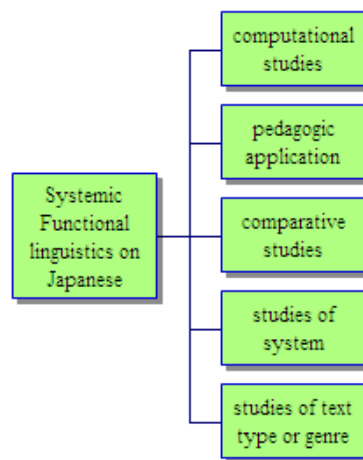 Systemic
Functional
linguistics on
Japanese
computational
studies
pedagogic
application
comparative
studies
studies of
system
studies of text
type or genre